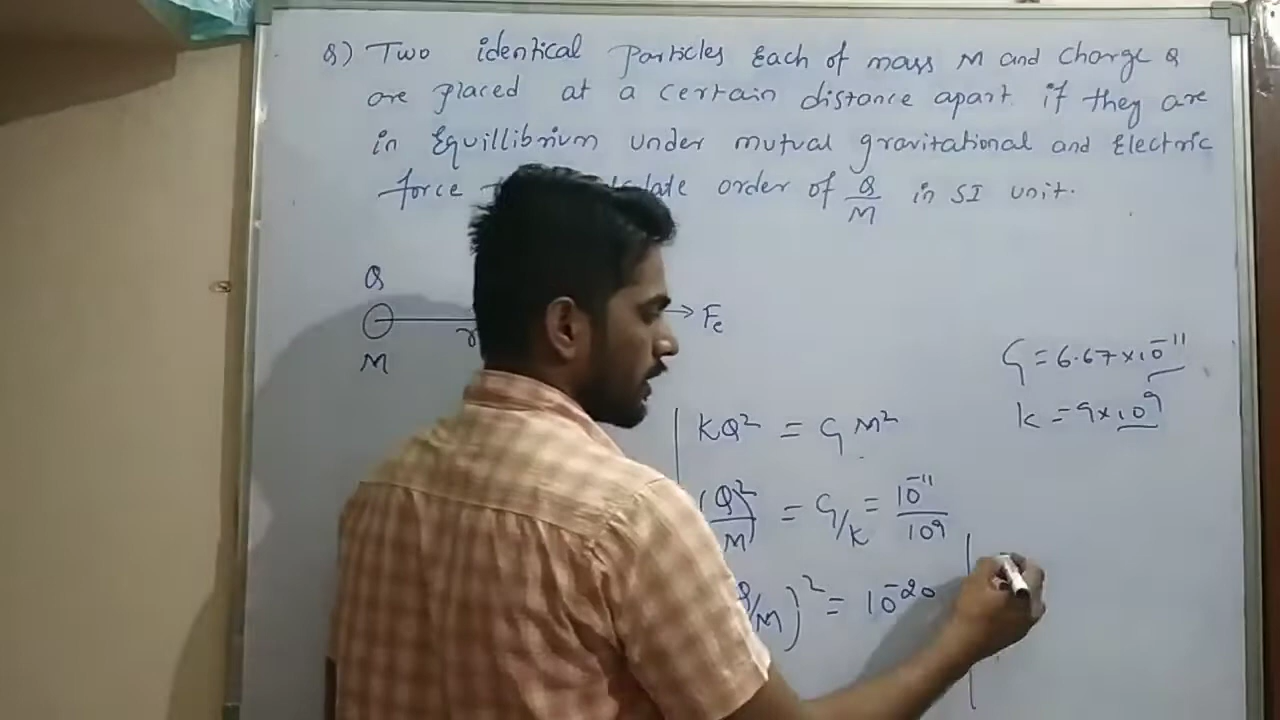 Q) Two identical particles Each of mass M and charge Q
are placed at a certain distance apart. if they are
in Equillibrium under mutual gravitational and Electric
force order of Q/M in SI unit.
Q
r
Fe
M
G = 6.67×10⁻¹¹
K = 9×10⁹
KQ² = GM²
(Q/M)² = G/K = 10⁻¹¹/10⁹
(Q/M)² = 10⁻²⁰